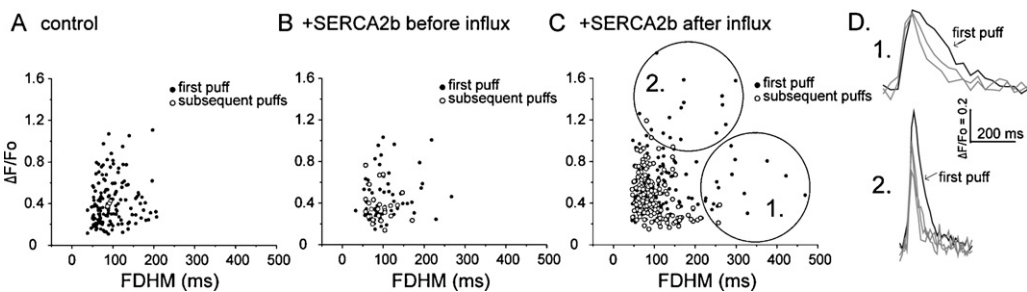 A control
ΔF/Fo
1.6
1.2
0.8
0.4
0
0 100 200 300 400 500
FDHM (ms)
first puff
subsequent puffs
B +SERCA2b before influx
1.6
1.2
0.8
0.4
0
0 100 200 300 400 500
FDHM (ms)
first puff
subsequent puffs
C +SERCA2b after influx
1.6
1.2
0.8
0.4
0
0 100 200 300 400 500
FDHM (ms)
2.
1.
first puff
subsequent puffs
D.
1.
first puff
ΔF/Fo = 0.2
200 ms
2.
first puff